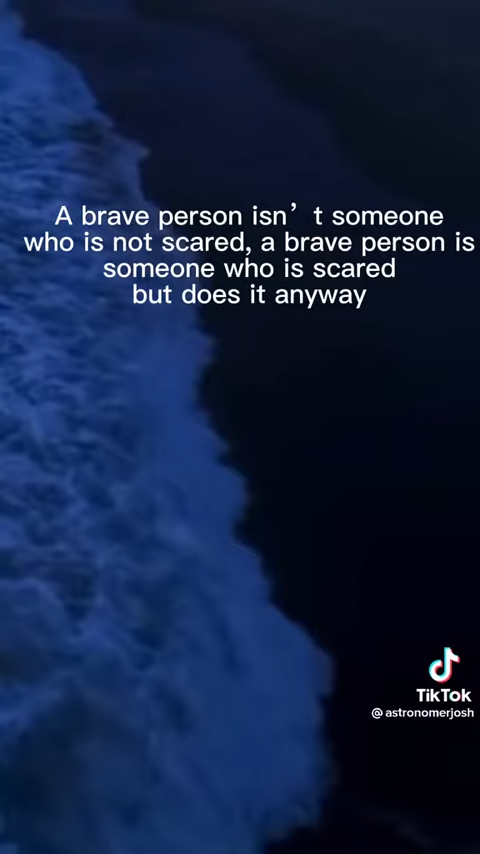 A brave person isn’t someone
who is not scared, a brave person is
someone who is scared
but does it anyway
TikTok
@astronomerjosh